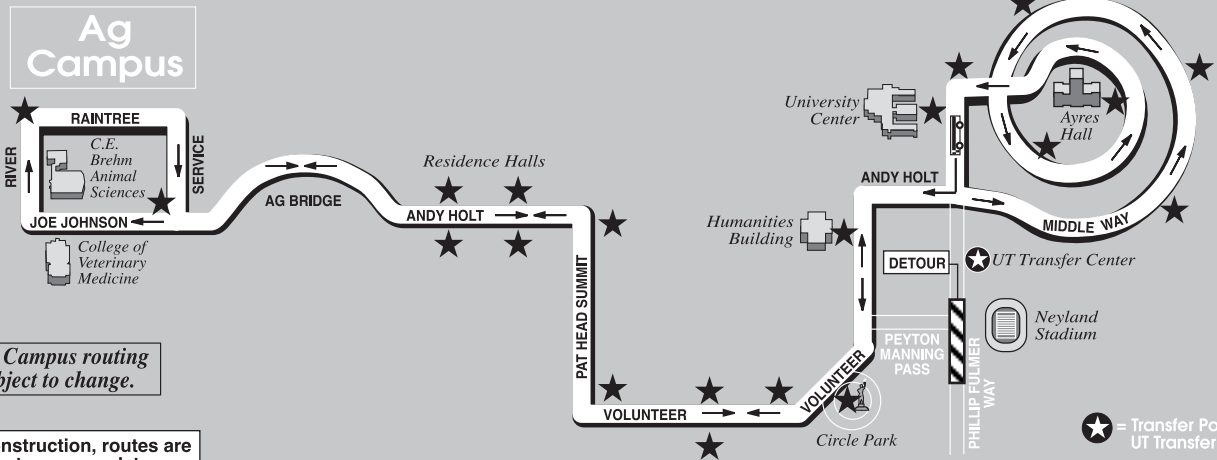 Ag
Campus
RAINTREE
RIVER
C.E.
Brehm
Animal
Sciences
SERVICE
JOE JOHNSON
College of
Veterinary
Medicine
AG BRIDGE
Residence Halls
ANDY HOLT
PAT HEAD SUMMIT
VOLUNTEER
VOLUNTEER
Circle Park
Humanities
Building
University
Center
ANDY HOLT
Ayres
Hall
MIDDLE WAY
DETOUR
UT Transfer Center
Neyland
Stadium
PEYTON
MANNING
PASS
PHILLIP FULMER
WAY
Campus routing
ject to change.
nstruction, routes are
= Transfer Po
UT Transfer